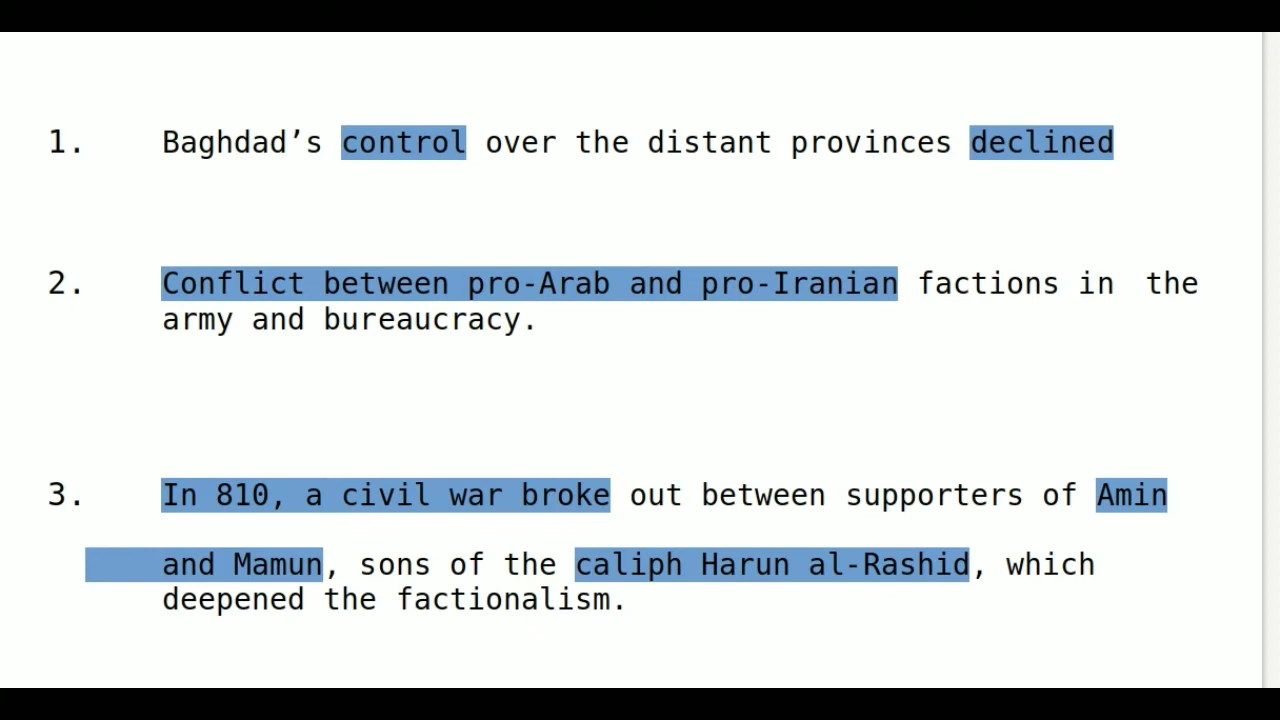 1. Baghdad’s control over the distant provinces declined
2. Conflict between pro-Arab and pro-Iranian factions in the
army and bureaucracy.
3. In 810, a civil war broke out between supporters of Amin
and Mamun, sons of the caliph Harun al-Rashid, which
deepened the factionalism.